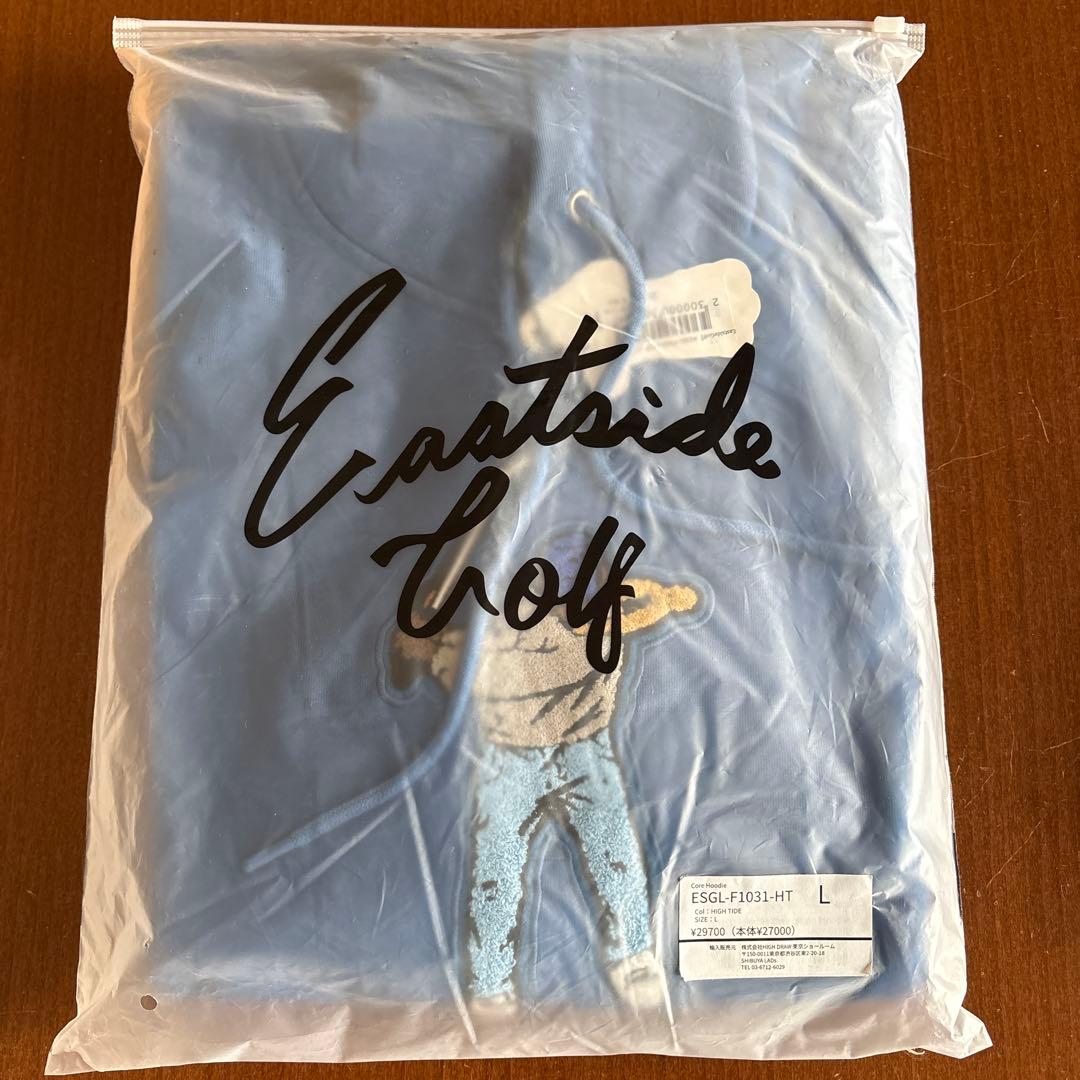 Eastside
Golf
Core Hoodie
ESGL-F1031-HT L
Col：HIGH TIDE
SIZE：L
¥29700（本体¥27000）
輸入販売元 株式会社HIGH DRAW 東京ショールーム
〒150-0011東京都渋谷区東2-20-18
SHIBUYA LADs
TEL 03-6712-6029